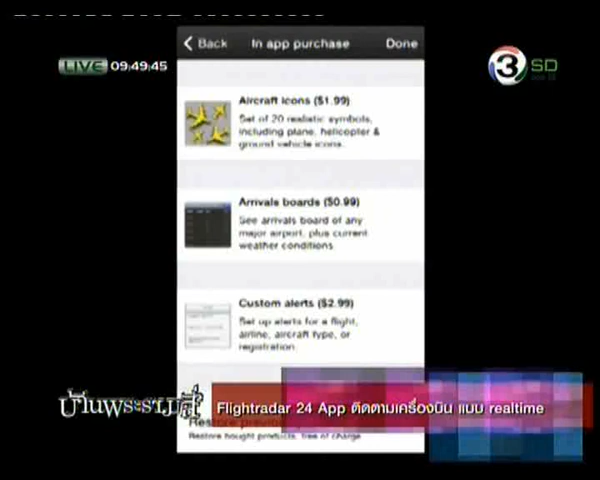 LIVE 09:49:45
3 SD
Back In app purchase Done
Aircraft icons ($1.99)
Set of 20 realistic symbols,
including plane, helicopter &
ground vehicle icons.
Arrivals boards ($0.99)
See arrivals board of any
major airport, plus current
weather conditions
Custom alerts ($2.99)
Set up alerts for a flight,
airline, aircraft type, or
registration.
บ้านพระรามสี่
Flightradar 24 App ติดตามเครื่องบิน แบบ realtime
Restore previous
Restore bought products, free of charge